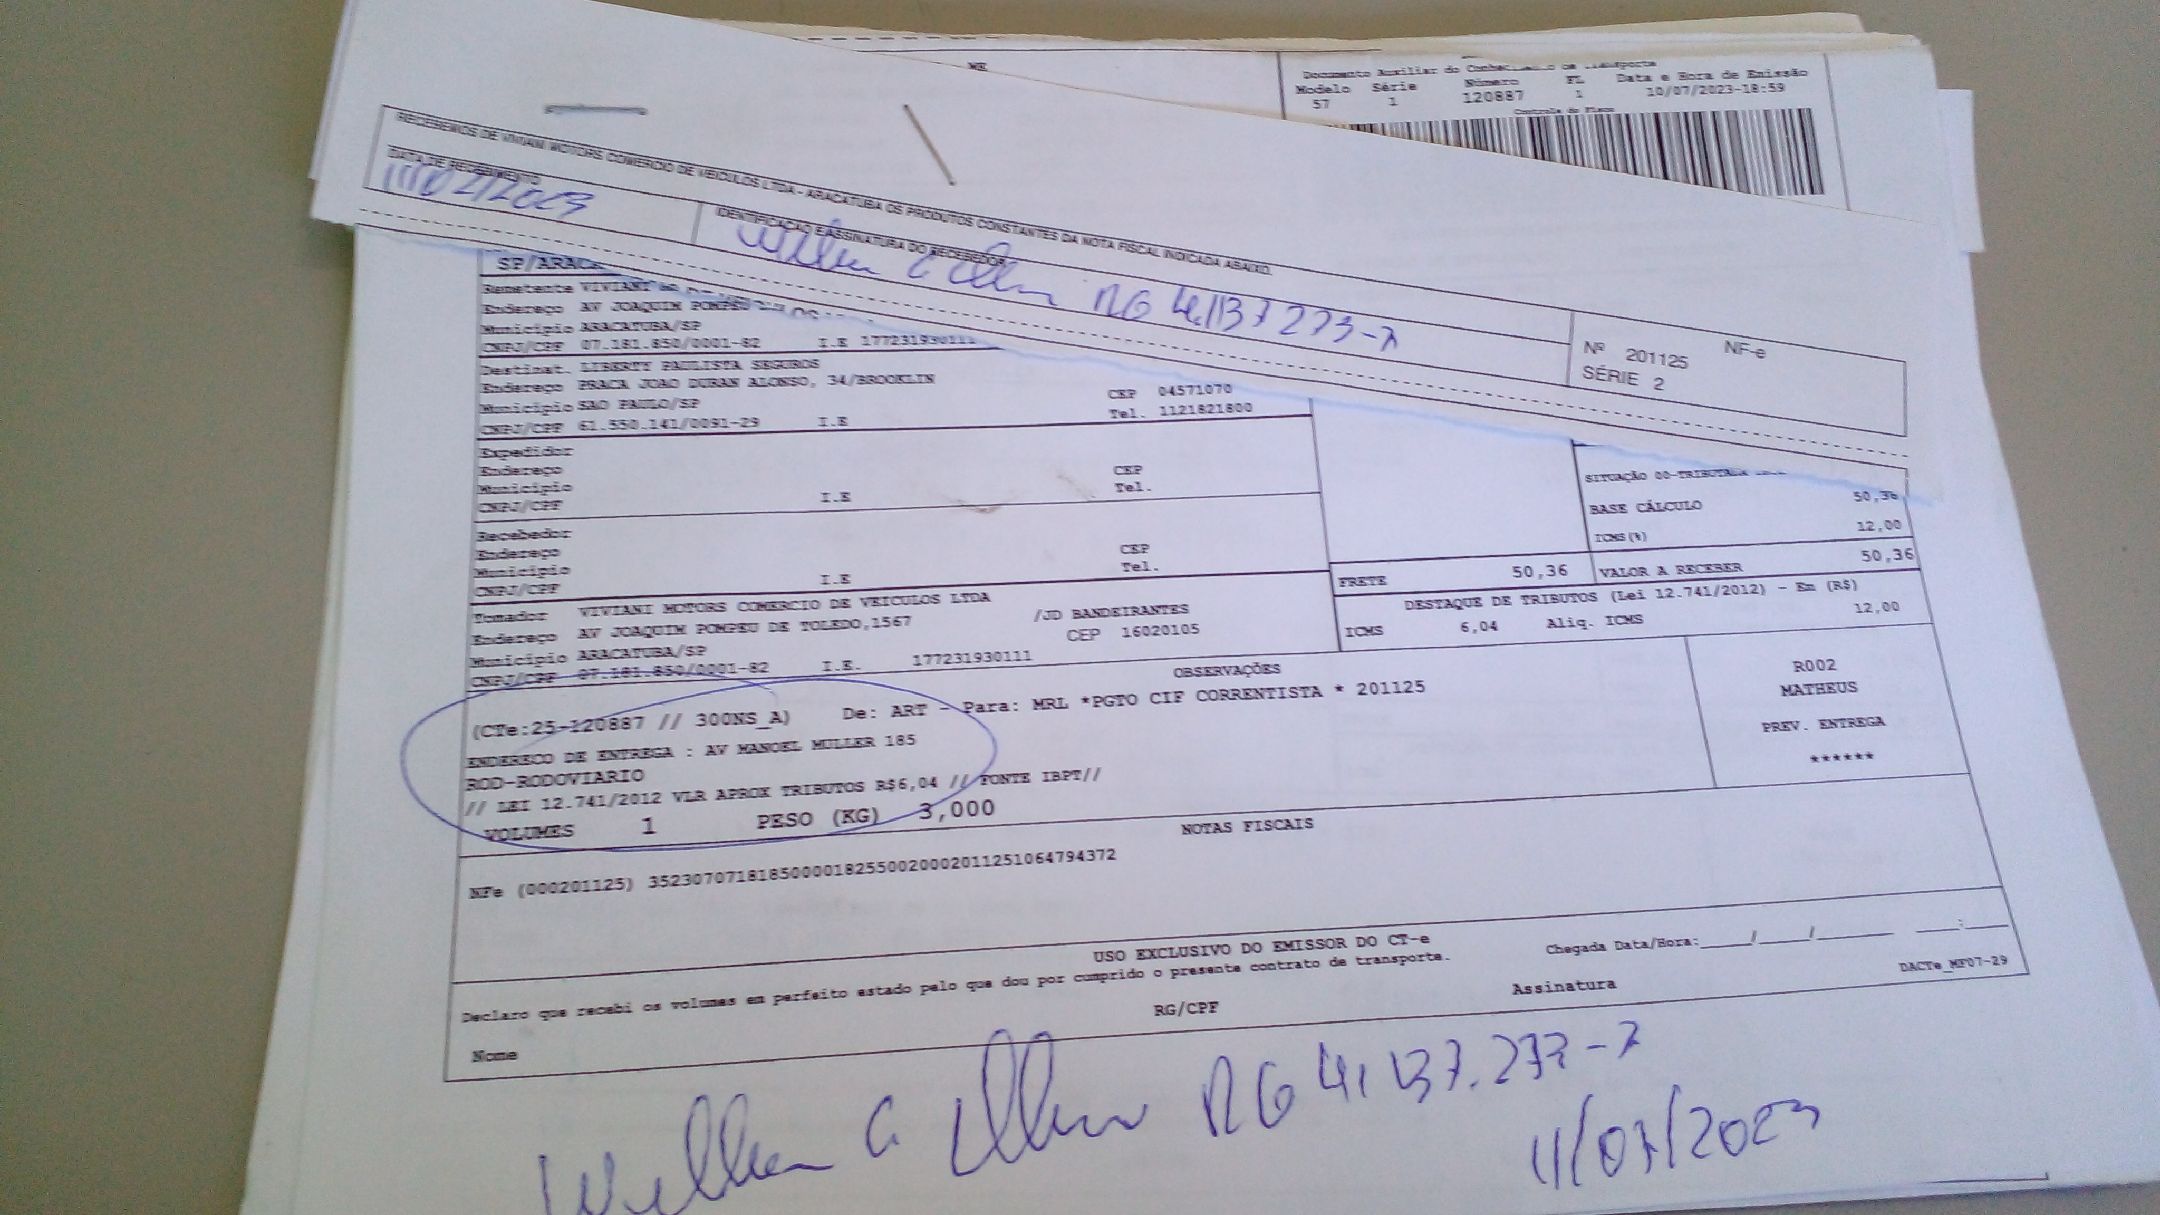 ME
Documento Auxiliar do Conhecimento de Transporte
Modelo Série Número FL Data e Hora de Emissão
57 1 120887 1 10/07/2023-18:59
Controle do Fisco
RECEBEMOS DE VIVIANI MOTORS COMERCIO DE VEICULOS LTDA - ARACATUBA OS PRODUTOS CONSTANTES DA NOTA FISCAL INDICADA ABAIXO.
DATA DE RECEBIMENTO
IDENTIFICAÇÃO E ASSINATURA DO RECEBEDOR
RG
NF-e
Nº 201125
SÉRIE 2
SP/ARAC
Remetente VIVIANI
Endereço AV JOAQUIM POMPEU
Município ARACATUBA/SP
CNPJ/CPF 07.181.850/0001-82 I.E 177231930111
Destinat. LIBERTY PAULISTA SEGUROS
Endereço PRACA JOAO DURAN ALONSO, 34/BROOKLIN
Município SAO PAULO/SP CEP 04571070
CNPJ/CPF 61.550.141/0091-29 I.E Tel. 1121821800
Expedidor
Endereço
Município CEP
CNPJ/CPF I.E Tel.
Recebedor
Endereço
Município CEP
CNPJ/CPF I.E Tel.
SITUAÇÃO 00-TRIBUTADA
BASE CÁLCULO 50,36
ICMS(%) 12,00
FRETE 50,36 VALOR A RECEBER 50,36
DESTAQUE DE TRIBUTOS (Lei 12.741/2012) - Em (R$)
ICMS 6,04 Aliq. ICMS 12,00
Tomador VIVIANI MOTORS COMERCIO DE VEICULOS LTDA
Endereço AV JOAQUIM POMPEU DE TOLEDO,1567 /JD BANDEIRANTES
Município ARACATUBA/SP CEP 16020105
CNPJ/CPF 07.181.850/0001-82 I.E. 177231930111
OBSERVAÇÕES
(CTe:25-120887 // 300NS_A) De: ART - Para: MRL *PGTO CIF CORRENTISTA * 201125
ENDERECO DE ENTREGA : AV MANOEL MULLER 185
ROD-RODOVIARIO
// LEI 12.741/2012 VLR APROX TRIBUTOS R$6,04 // FONTE IBPT//
VOLUMES 1 PESO (KG) 3,000
R002
MATHEUS
PREV. ENTREGA
******
NOTAS FISCAIS
NFe (000201125) 35230707181850000182550020002011251064794372
USO EXCLUSIVO DO EMISSOR DO CT-e
Declaro que recebi os volumes em perfeito estado pelo que dou por cumprido o presente contrato de transporte.
Chegada Data/Hora:_____/_____/_______ ____:____
DACTe_MF07-29
Nome RG/CPF Assinatura
RG
11/07/2023